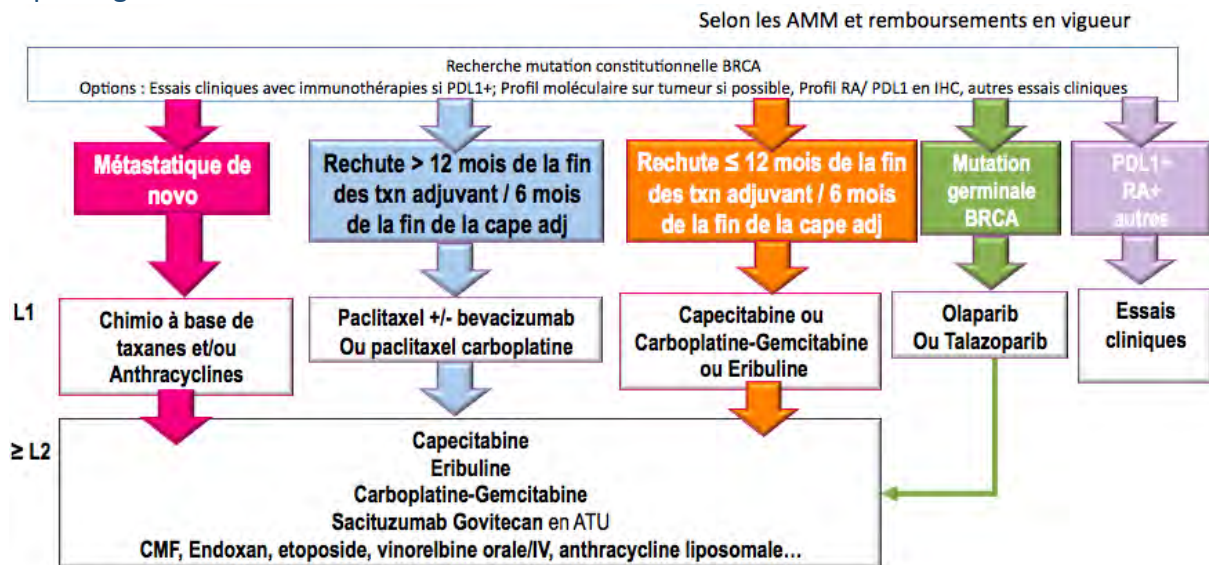 Selon les AMM et remboursements en vigueur
Recherche mutation constitutionnelle BRCA
Options : Essais cliniques avec immunothérapies si PDL1+; Profil moléculaire sur tumeur si possible, Profil RA/ PDL1 en IHC, autres essais cliniques
Métastatique de
novo
Rechute > 12 mois de la fin
des txn adjuvant / 6 mois
de la fin de la cape adj
Rechute ≤ 12 mois de la fin
des txn adjuvant / 6 mois
de la fin de la cape adj
Mutation
germinale
BRCA
PDL1+
RA+
autres
L1
Chimio à base de
taxanes et/ou
Anthracyclines
Paclitaxel +/- bevacizumab
Ou paclitaxel carboplatine
Capecitabine ou
Carboplatine-Gemcitabine
ou Eribuline
Olaparib
Ou Talazoparib
Essais
cliniques
≥ L2
Capecitabine
Eribuline
Carboplatine-Gemcitabine
Sacituzumab Govitecan en ATU
CMF, Endoxan, etoposide, vinorelbine orale/IV, anthracycline liposomale...